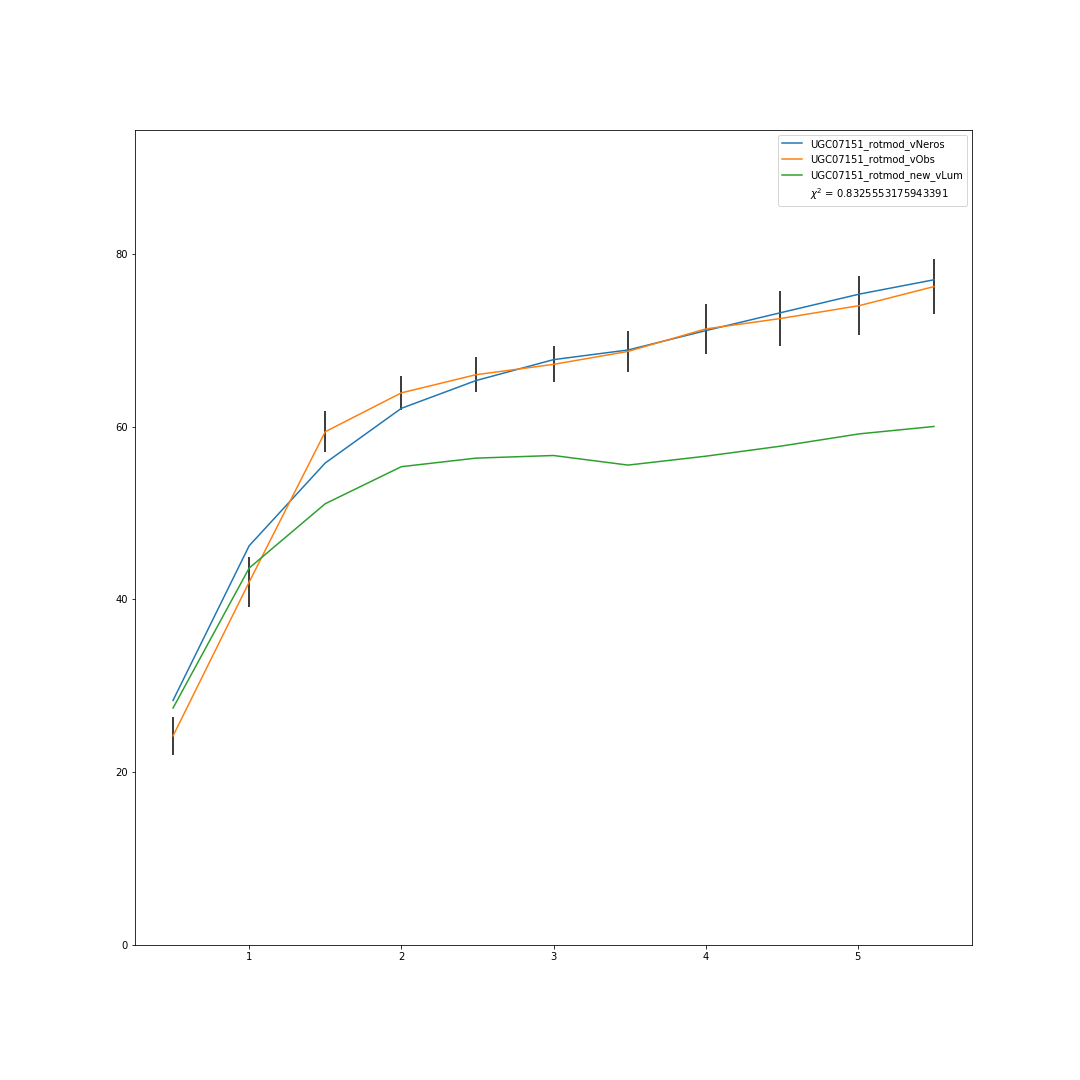 UGC07151_rotmod_vNeros
UGC07151_rotmod_vObs
UGC07151_rotmod_new_vLum
χ² = 0.8325553175943391
80
60
40
20
0
1 2 3 4 5